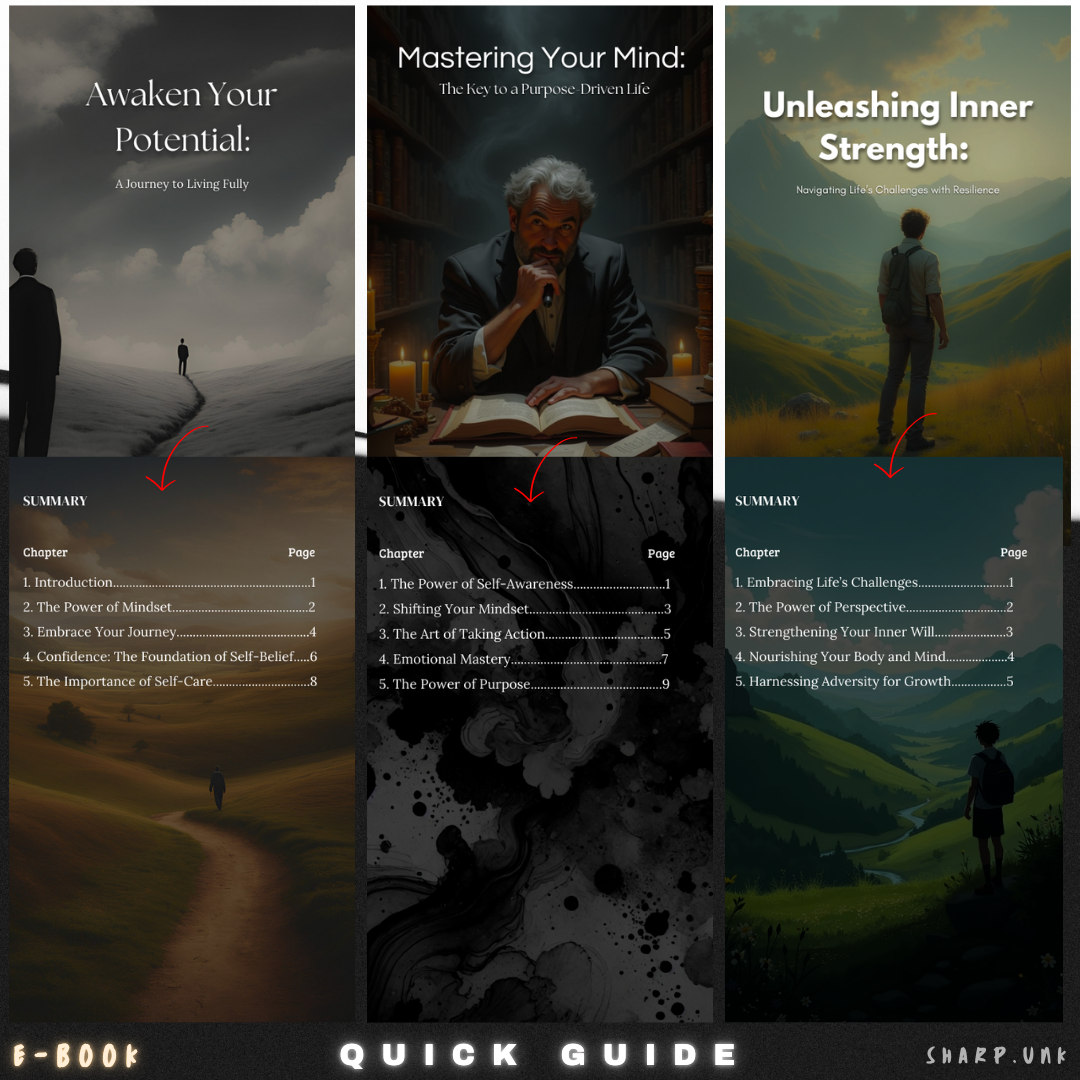 Awaken Your
Potential:
A Journey to Living Fully
Mastering Your Mind:
The Key to a Purpose-Driven Life
Unleashing Inner
Strength:
Navigating Life's Challenges with Resilience
SUMMARY
Chapter Page
1. Introduction..........................................................1
2. The Power of Mindset........................................2
3. Embrace Your Journey.......................................4
4. Confidence: The Foundation of Self-Belief.....6
5. The Importance of Self-Care............................8
SUMMARY
Chapter Page
1. The Power of Self-Awareness...........................1
2. Shifting Your Mindset.......................................3
3. The Art of Taking Action..................................5
4. Emotional Mastery............................................7
5. The Power of Purpose.......................................9
SUMMARY
Chapter Page
1. Embracing Life's Challenges...........................1
2. The Power of Perspective..............................2
3. Strengthening Your Inner Will......................3
4. Nourishing Your Body and Mind..................4
5. Harnessing Adversity for Growth................5
E-BOOK
QUICK GUIDE
SHARP.UNK